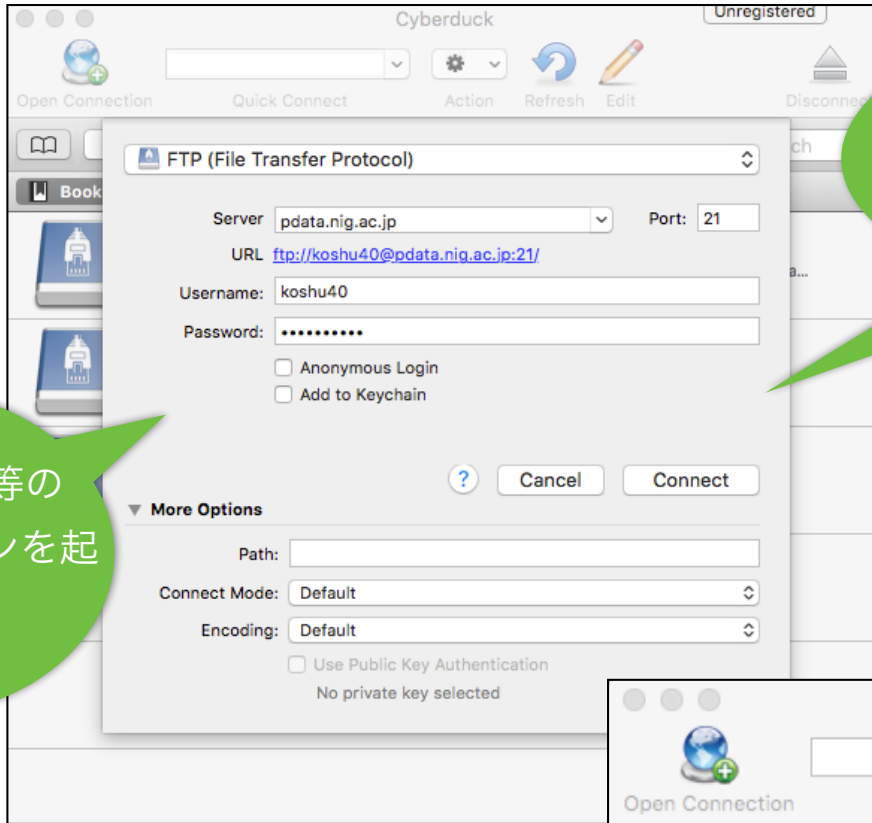 Cyberduck
Unregistered
Open Connection
Quick Connect
Action
Refresh
Edit
Disconnec
ch
Book
FTP (File Transfer Protocol)
Server pdata.nig.ac.jp Port: 21
URL ftp://koshu40@pdata.nig.ac.jp:21/
a...
Username: koshu40
Password: ••••••••••
Anonymous Login
Add to Keychain
等の
ンを起
? Cancel Connect
More Options
Path:
Connect Mode: Default
Encoding: Default
Use Public Key Authentication
No private key selected
Open Connection